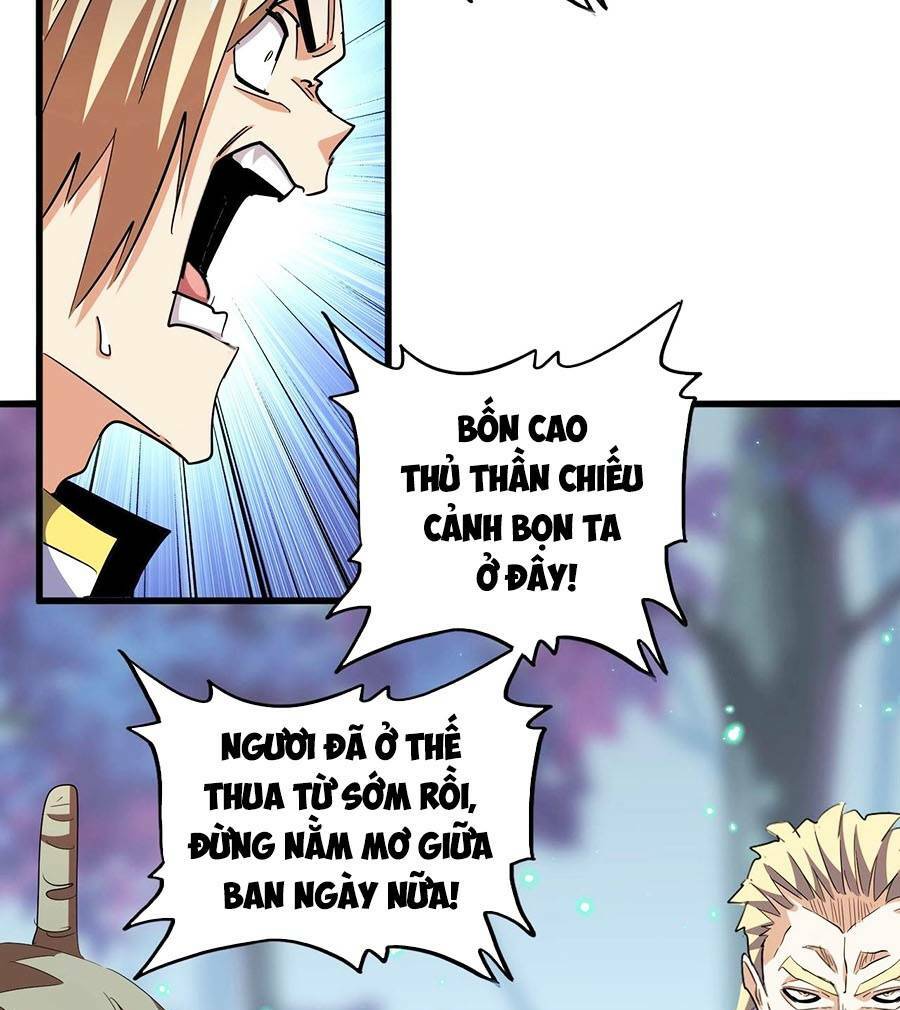 BỐN CAO
THỦ THẦN CHIẾU
CẢNH BỌN TA
Ở ĐÂY!
NGƯƠI ĐÃ Ở THẾ
THUA TỪ SỚM RỒI,
ĐỪNG NẰM MƠ GIỮA
BAN NGÀY NỮA!